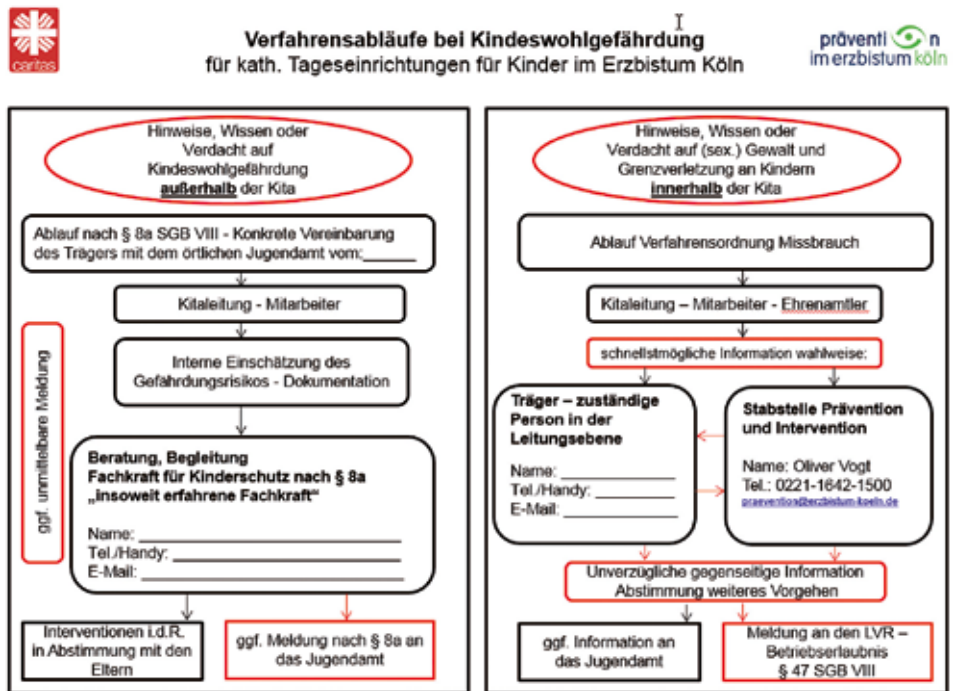 caritas
Verfahrensabläufe bei Kindeswohlgefährdung
für kath. Tageseinrichtungen für Kinder im Erzbistum Köln
präventi n
im erzbistum köln
Hinweise, Wissen oder
Verdacht auf
Kindeswohlgefährdung
außerhalb der Kita
Ablauf nach § 8a SGB VIII - Konkrete Vereinbarung
des Trägers mit dem örtlichen Jugendamt vom:______
Kitaleitung - Mitarbeiter
Interne Einschätzung des
Gefährdungsrisikos - Dokumentation
ggf. unmittelbare Meldung
Beratung, Begleitung
Fachkraft für Kinderschutz nach § 8a
„insoweit erfahrene Fachkraft“
Name: ______
Tel./Handy: ______
E-Mail: ______
Interventionen i.d.R.
in Abstimmung mit den
Eltern
ggf. Meldung nach § 8a an
das Jugendamt
Hinweise, Wissen oder
Verdacht auf (sex.) Gewalt und
Grenzverletzung an Kindern
innerhalb der Kita
Ablauf Verfahrensordnung Missbrauch
Kitaleitung – Mitarbeiter - Ehrenamtler
schnellstmögliche Information wahlweise:
Träger – zuständige
Person in der
Leitungsebene
Name: ______
Tel./Handy: ______
E-Mail: ______
Stabstelle Prävention
und Intervention
Name: Oliver Vogt
Tel.: 0221-1642-1500
praevention@erzbistum-koeln.de
Unverzügliche gegenseitige Information
Abstimmung weiteres Vorgehen
ggf. Information an
das Jugendamt
Meldung an den LVR –
Betriebserlaubnis
§ 47 SGB VIII